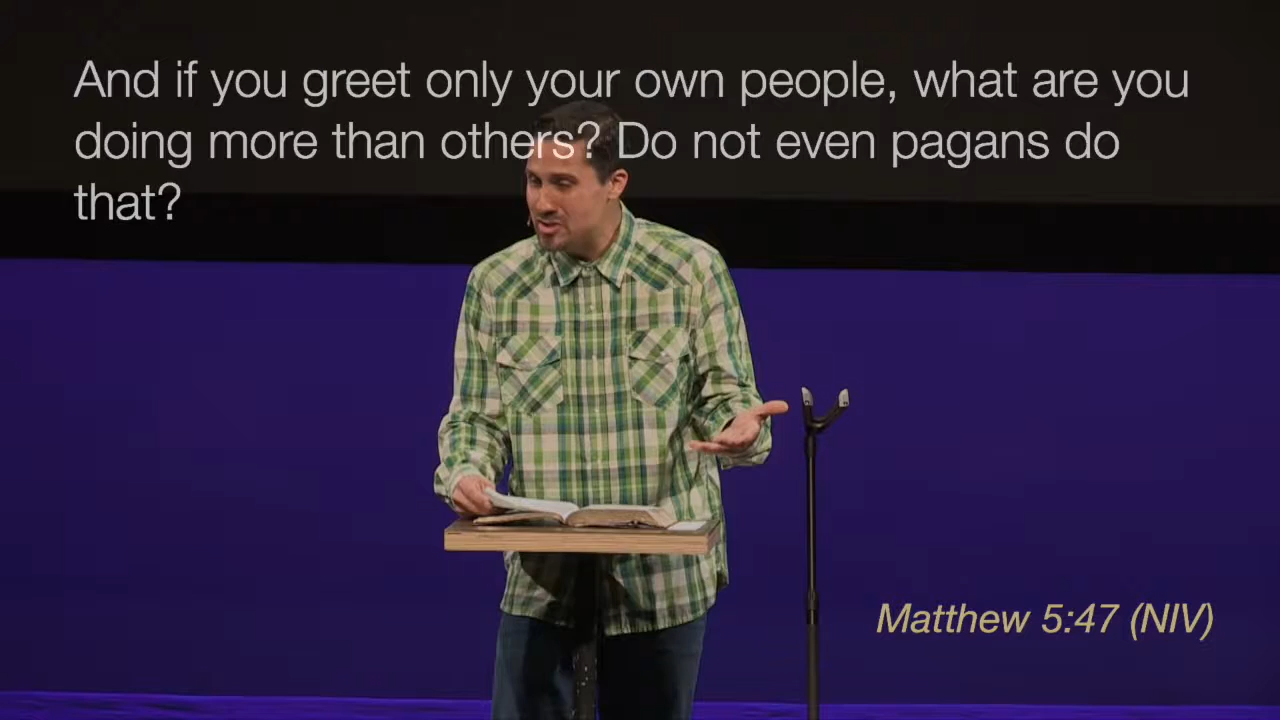 And if you greet only your own people, what are you
doing more than others? Do not even pagans do
that?
Matthew 5:47 (NIV)